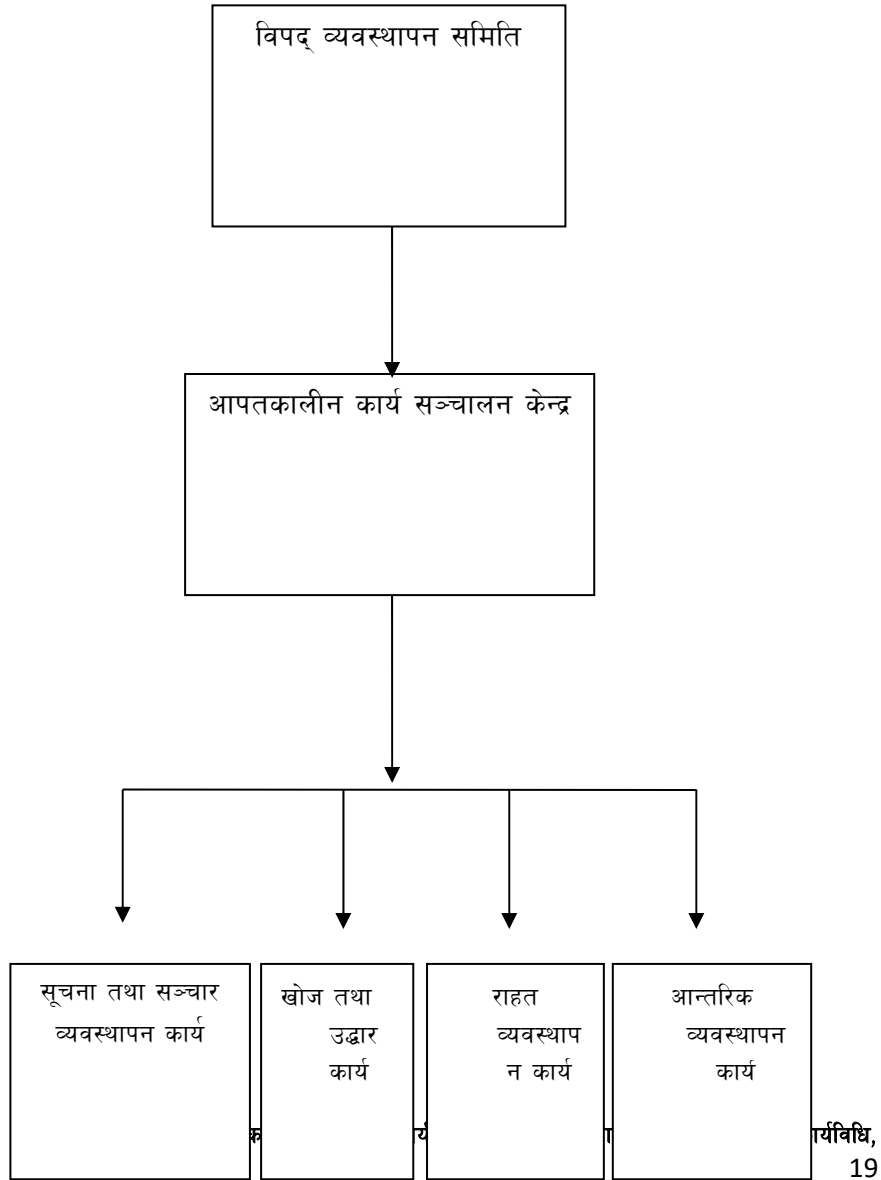 विपद् व्यवस्थापन समिति
आपतकालीन कार्य सञ्चालन केन्द्र
सूचना तथा सञ्चार
व्यवस्थापन कार्य
खोज तथा
उद्धार
कार्य
राहत
व्यवस्थाप
न कार्य
आन्तरिक
व्यवस्थापन
कार्य
19